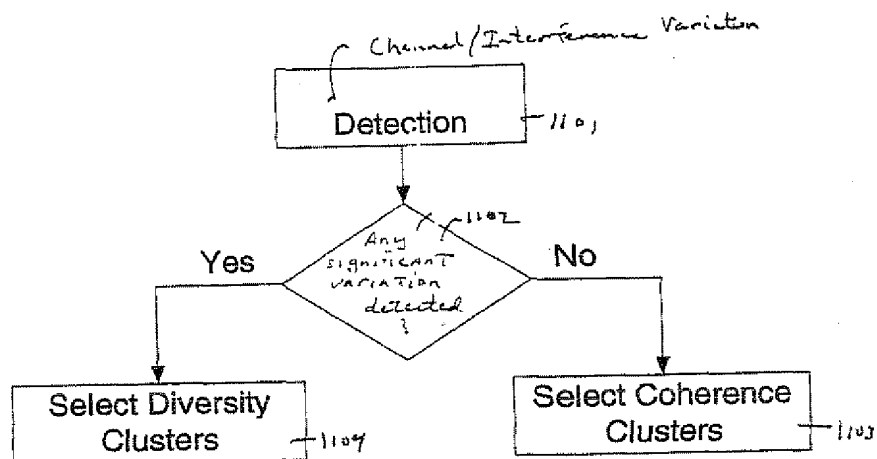 Channel/Interference Variation
Detection
1101
1102
Any
significant
variation
detected
?
Yes
No
Select Diversity
Clusters
1104
Select Coherence
Clusters
1103